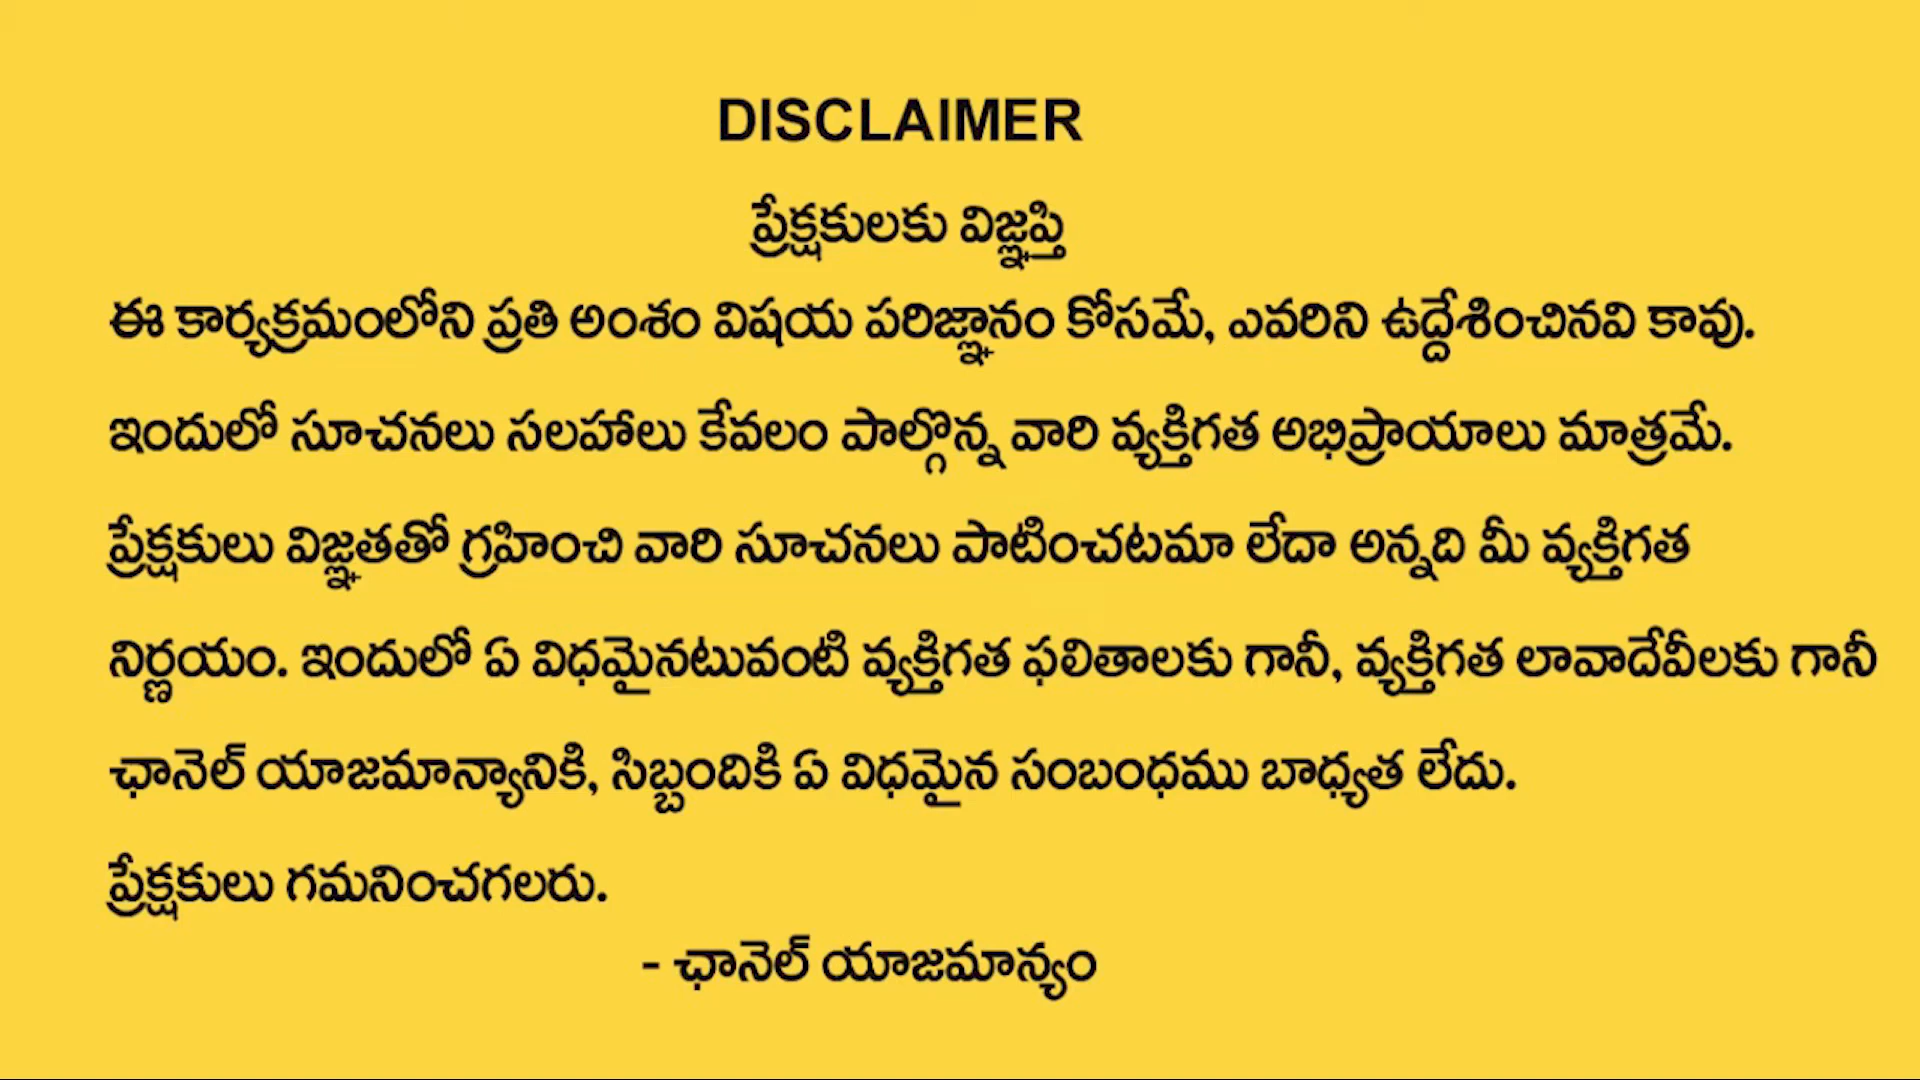 DISCLAIMER
ప్రేక్షకులకు విజ్ఞప్తి
ఈ కార్యక్రమంలోని ప్రతి అంశం విషయ పరిజ్ఞానం కోసమే, ఎవరిని ఉద్దేశించినవి కావు.
ఇందులో సూచనలు సలహాలు కేవలం పాల్గొన్న వారి వ్యక్తిగత అభిప్రాయాలు మాత్రమే.
ప్రేక్షకులు విజ్ఞతతో గ్రహించి వారి సూచనలు పాటించటమా లేదా అన్నది మీ వ్యక్తిగత
నిర్ణయం. ఇందులో ఏ విధమైనటువంటి వ్యక్తిగత ఫలితాలకు గానీ, వ్యక్తిగత లావాదేవీలకు గానీ
ఛానెల్ యాజమాన్యానికి, సిబ్బందికి ఏ విధమైన సంబంధము బాధ్యత లేదు.
ప్రేక్షకులు గమనించగలరు.
- ఛానెల్ యాజమాన్యం